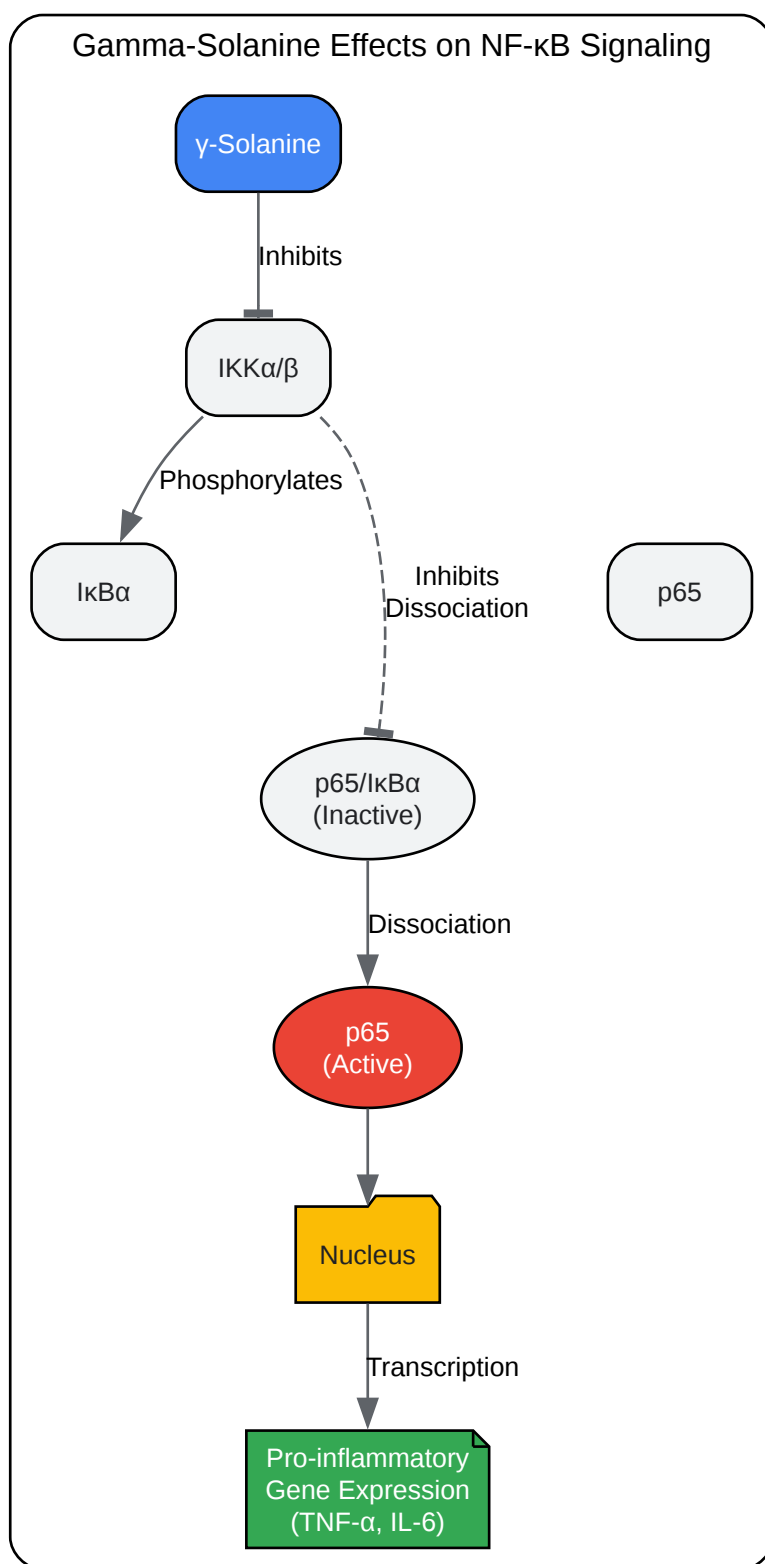 Gamma-Solanine Effects on NF-κB Signaling
γ-Solanine
Inhibits
IKKα/β
Phosphorylates
IκBα
Inhibits
Dissociation
p65
p65/IκBα
(Inactive)
Dissociation
p65
(Active)
Nucleus
Transcription
Pro-inflammatory
Gene Expression
(TNF-α, IL-6)